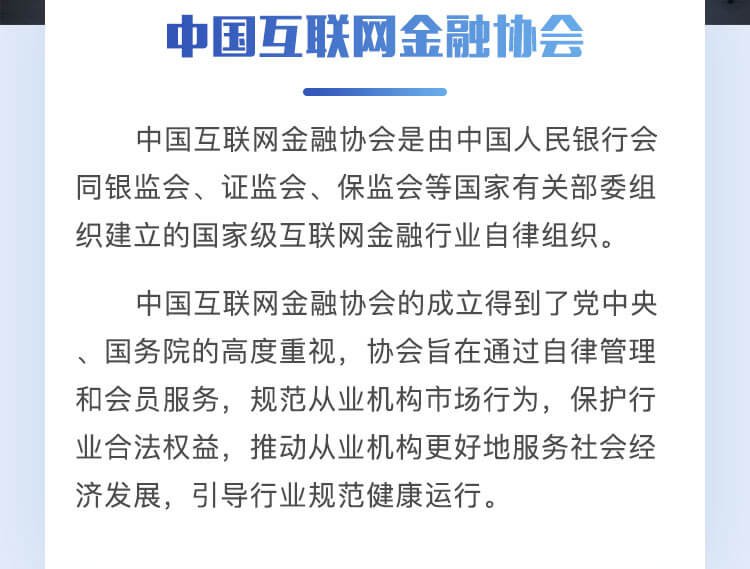 中国互联网金融协会
中国互联网金融协会是由中国人民银行会
同银监会、证监会、保监会等国家有关部委组
织建立的国家级互联网金融行业自律组织。
中国互联网金融协会的成立得到了党中央
、国务院的高度重视，协会旨在通过自律管理
和会员服务，规范从业机构市场行为，保护行
业合法权益，推动从业机构更好地服务社会经
济发展，引导行业规范健康运行。